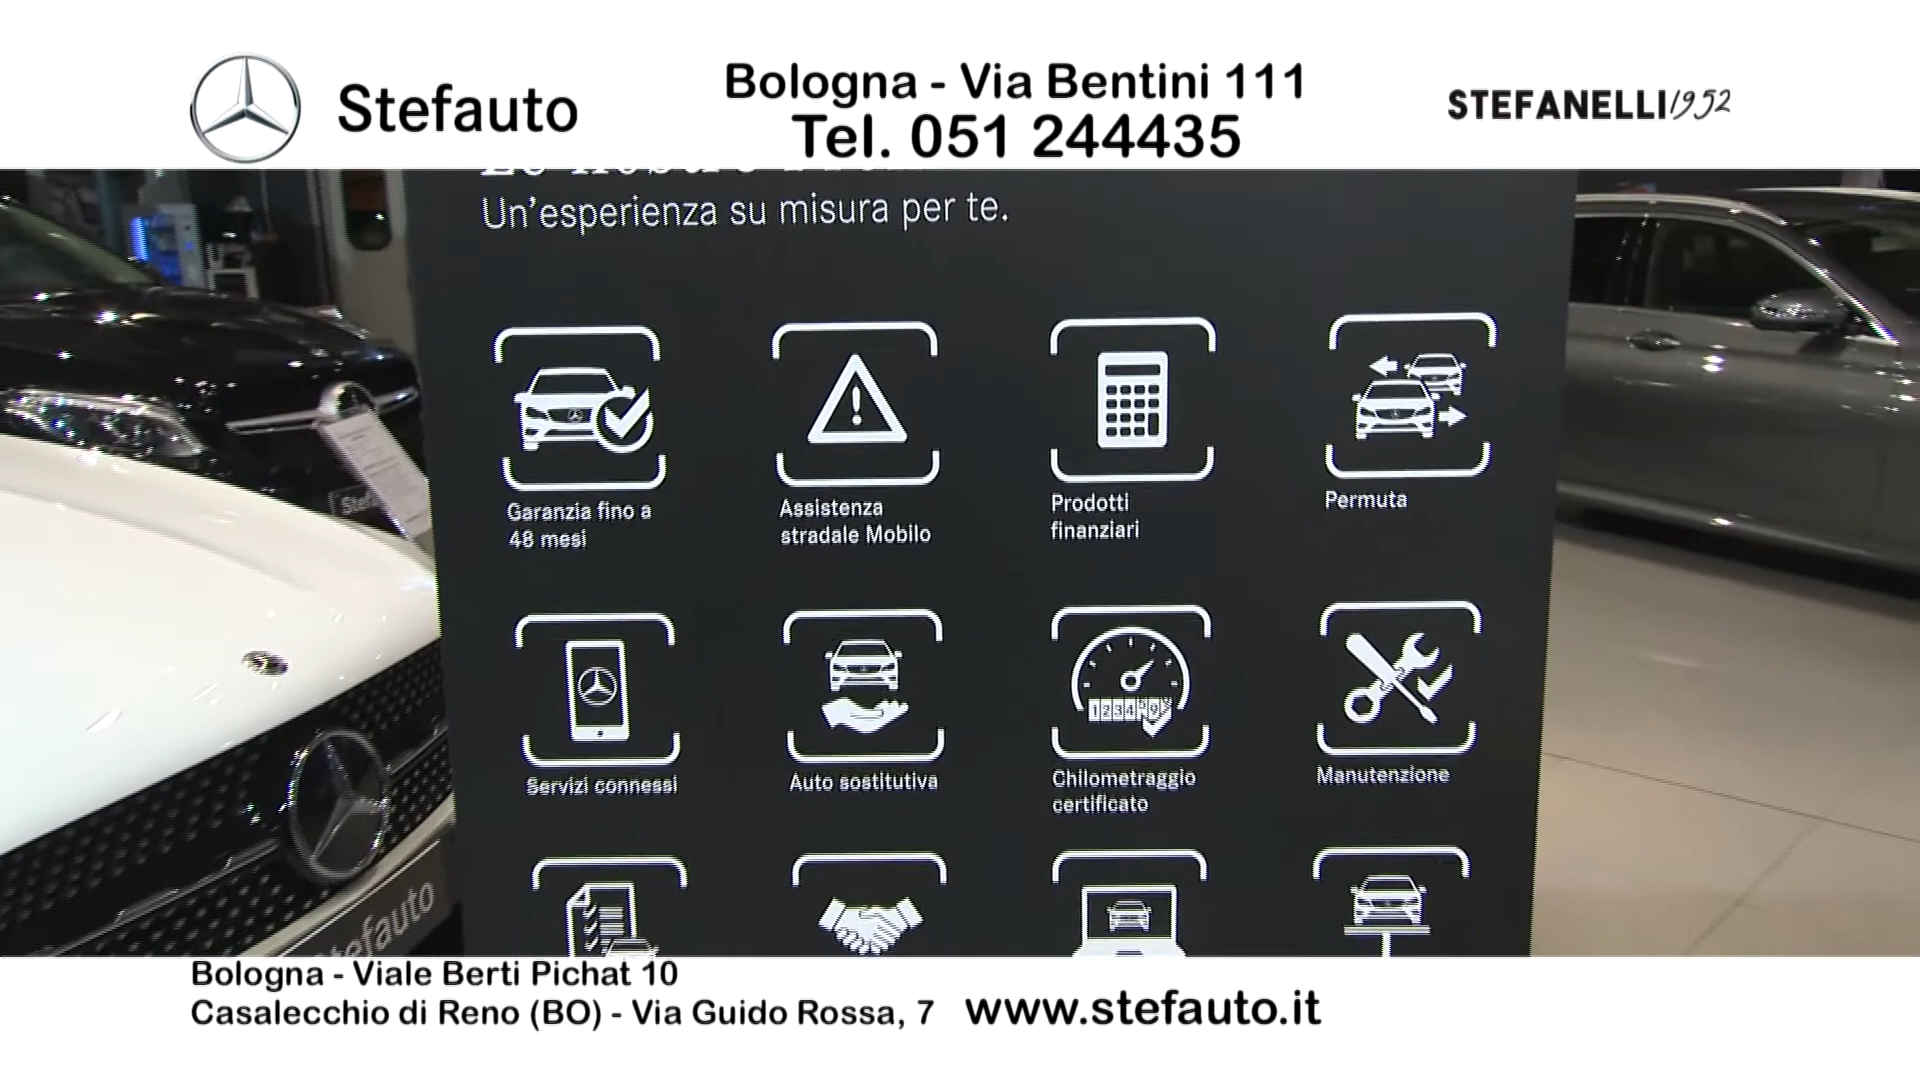 Stefauto
Bologna - Via Bentini 111
Tel. 051 244435
STEFANELLI1952
Un'esperienza su misura per te.
Garanzia fino a
48 mesi
Assistenza
stradale Mobilo
Prodotti
finanziari
Permuta
Servizi connessi
Auto sostitutiva
Chilometraggio
certificato
Manutenzione
Stefauto
Bologna - Viale Berti Pichat 10
Casalecchio di Reno (BO) - Via Guido Rossa, 7
www.stefauto.it